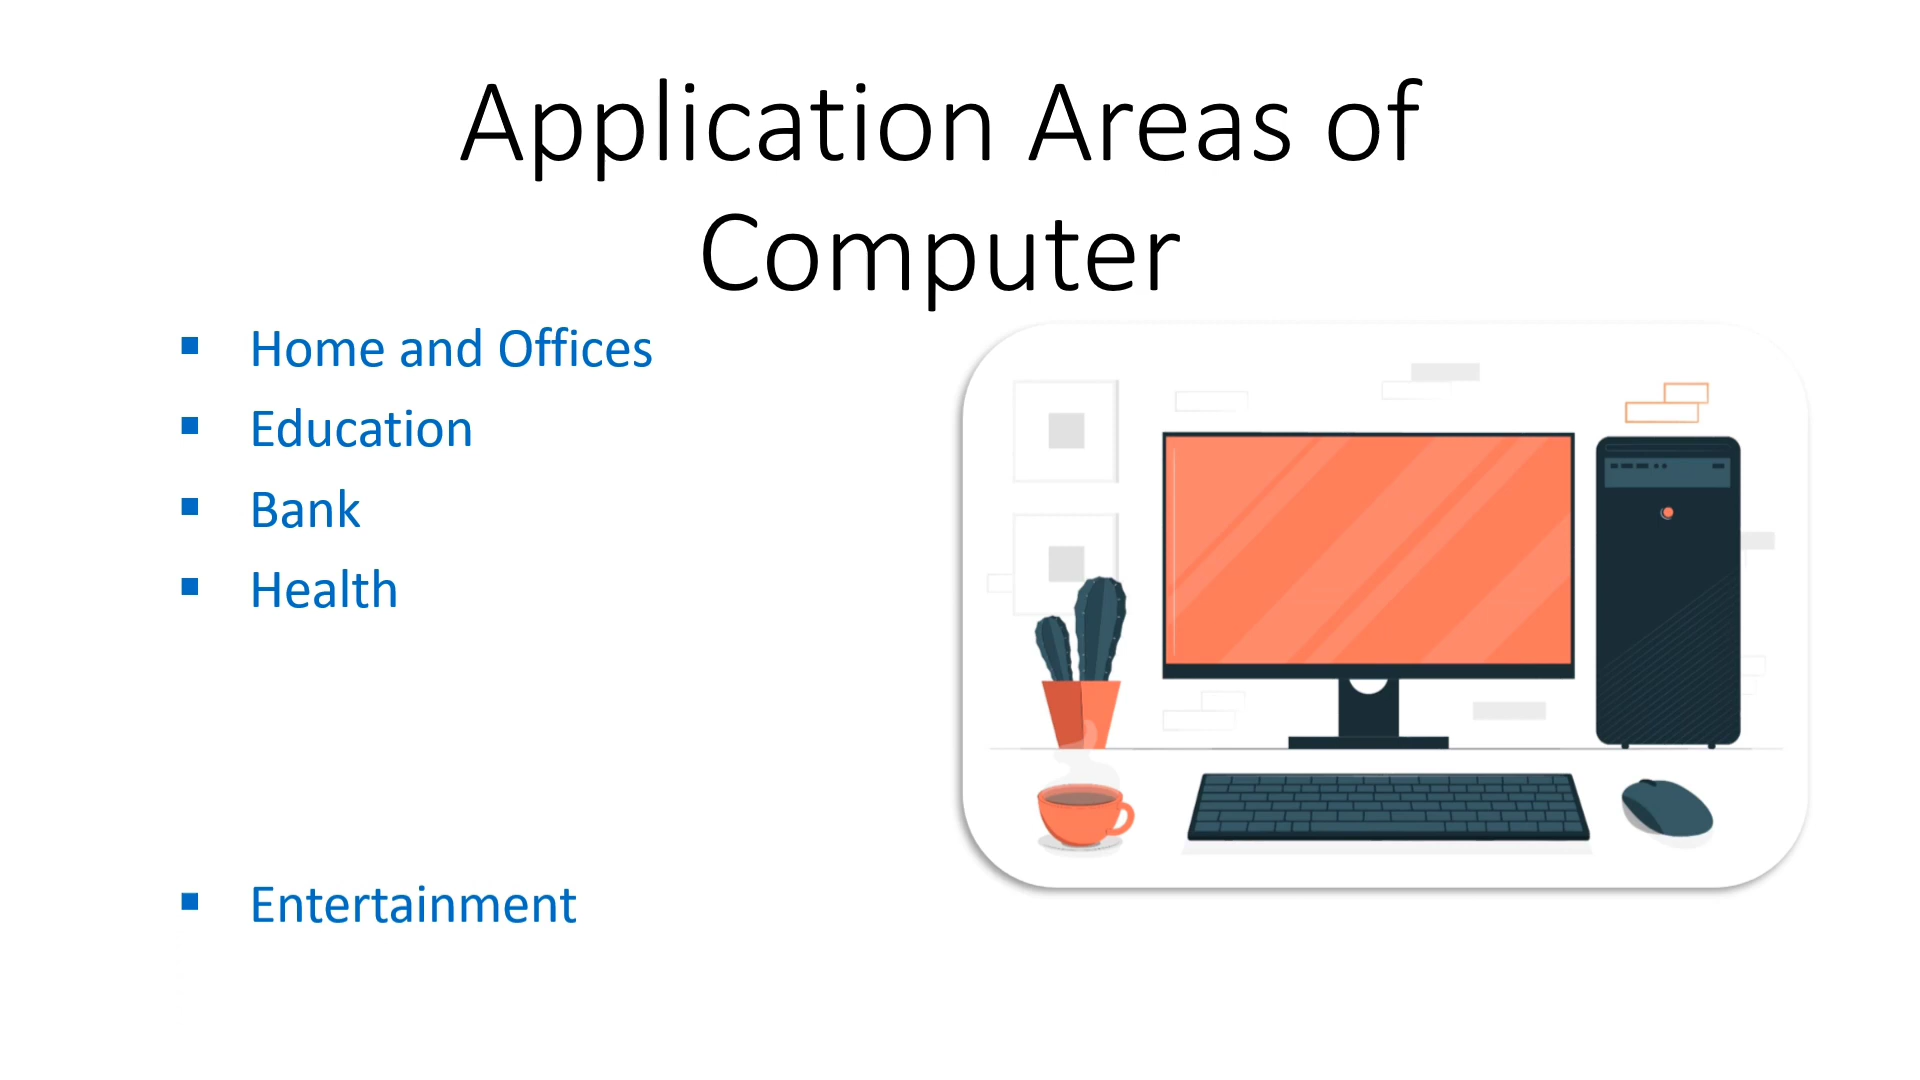 Application Areas of
Computer
▪ Home and Offices
▪ Education
▪ Bank
▪ Health
▪ Entertainment